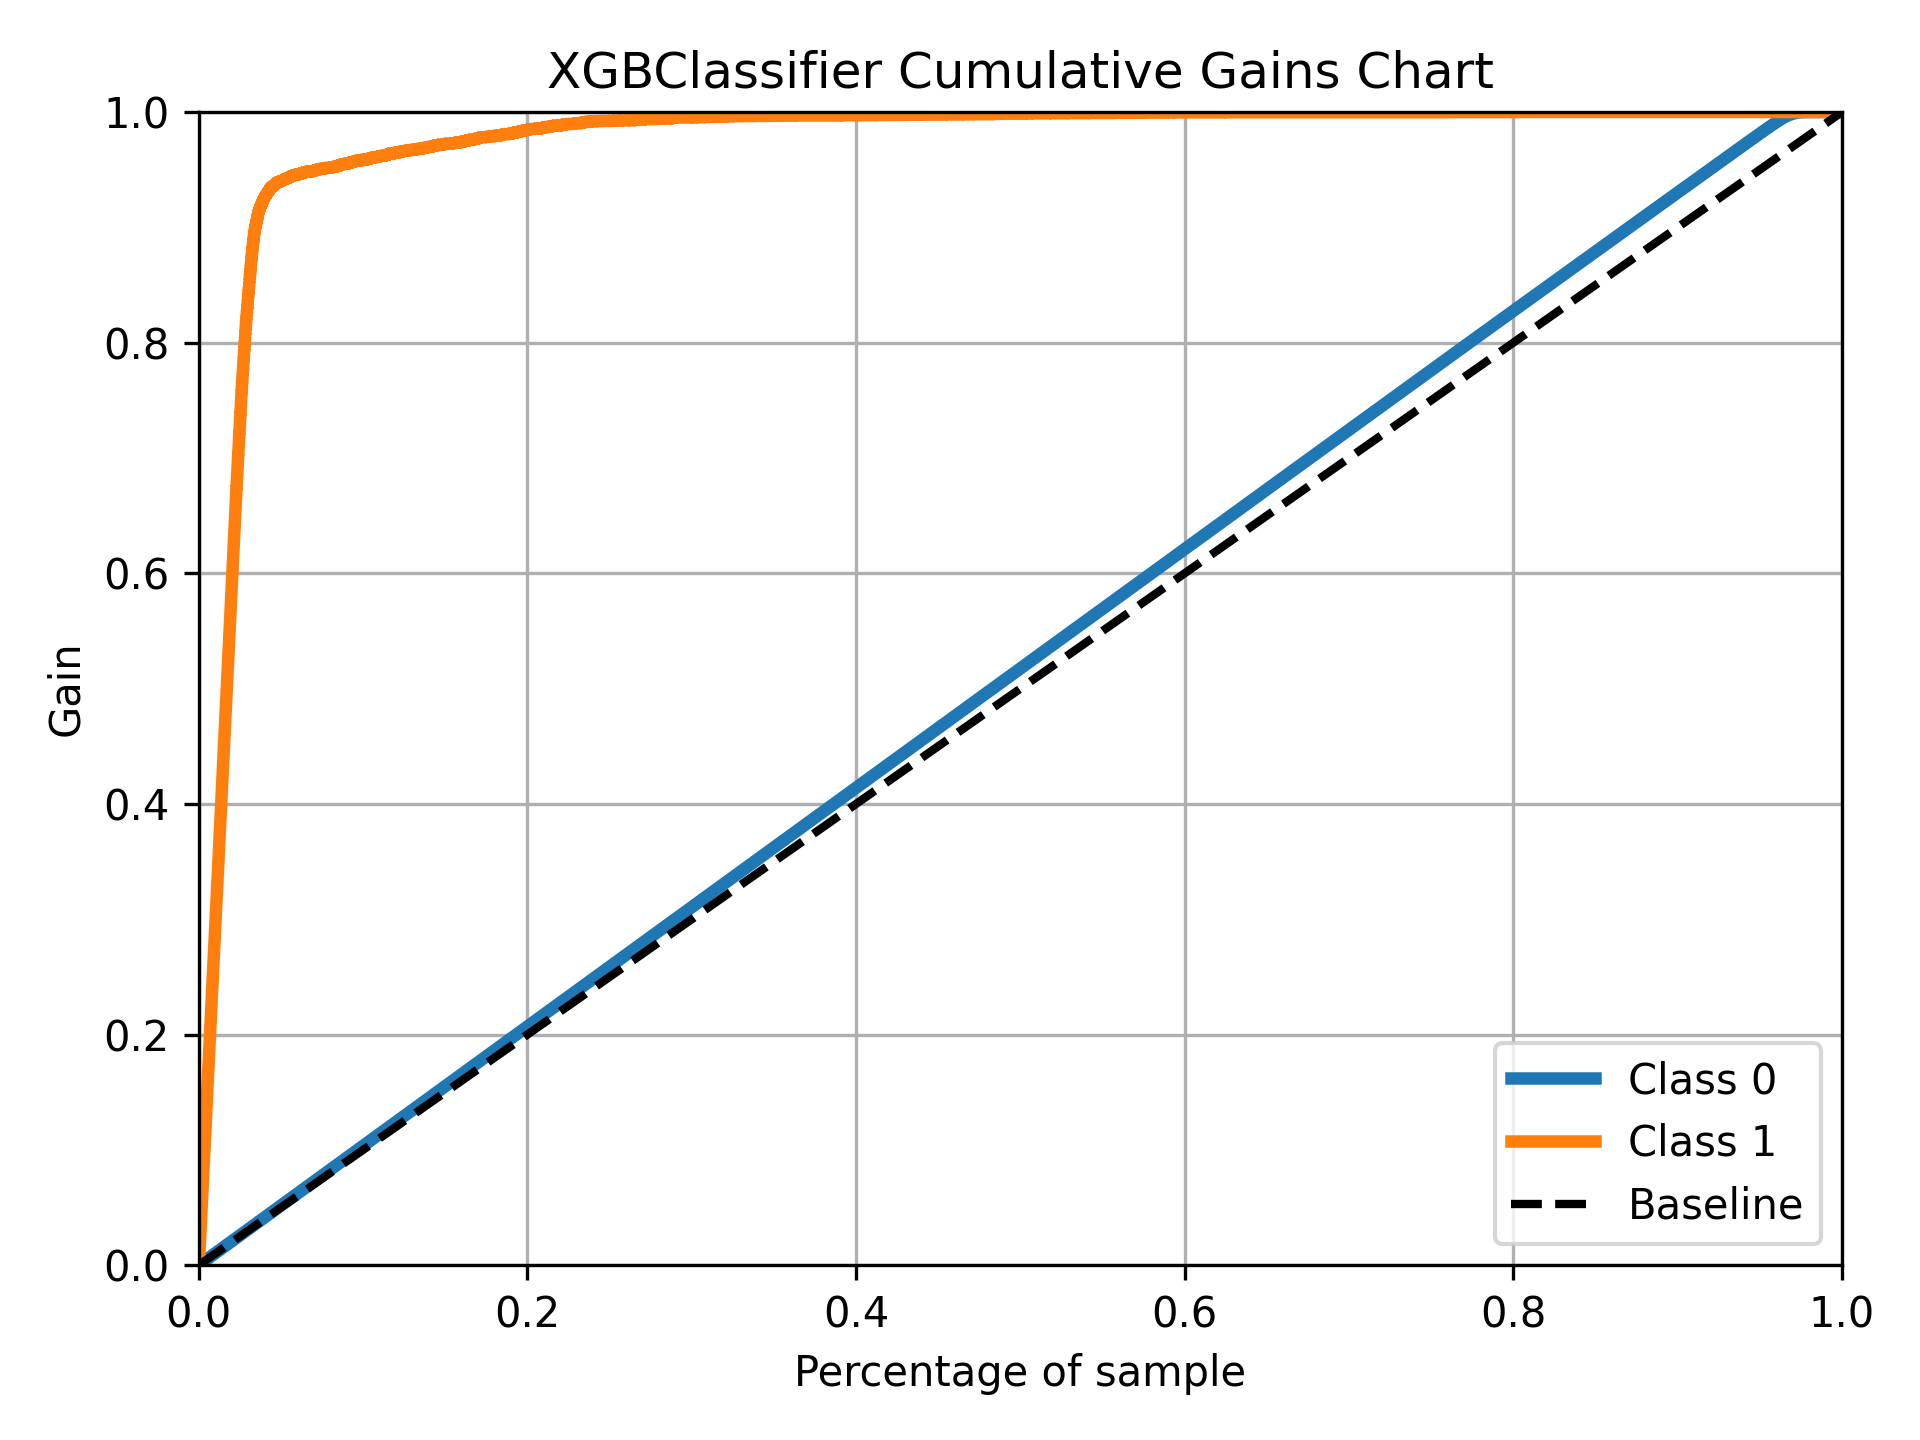 XGBClassifier Cumulative Gains Chart
1.0
0.8
0.6
0.4
0.2
0.0
Gain
0.0 0.2 0.4 0.6 0.8 1.0
Percentage of sample
Class 0
Class 1
Baseline